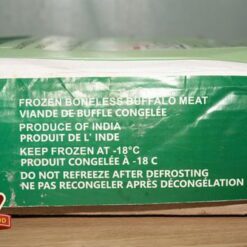 FROZEN BONELESS BUFFALO MEAT
VIANDE DE BUFFLE CONGELÉE
PRODUCE OF INDIA
PRODUIT DE L' INDE
KEEP FROZEN AT -18°C
PRODUIT CONGELÉE À -18 C
DO NOT REFREEZE AFTER DEFROSTING
NE PAS RECONGELER APRÈS DÉCONGÉLATION